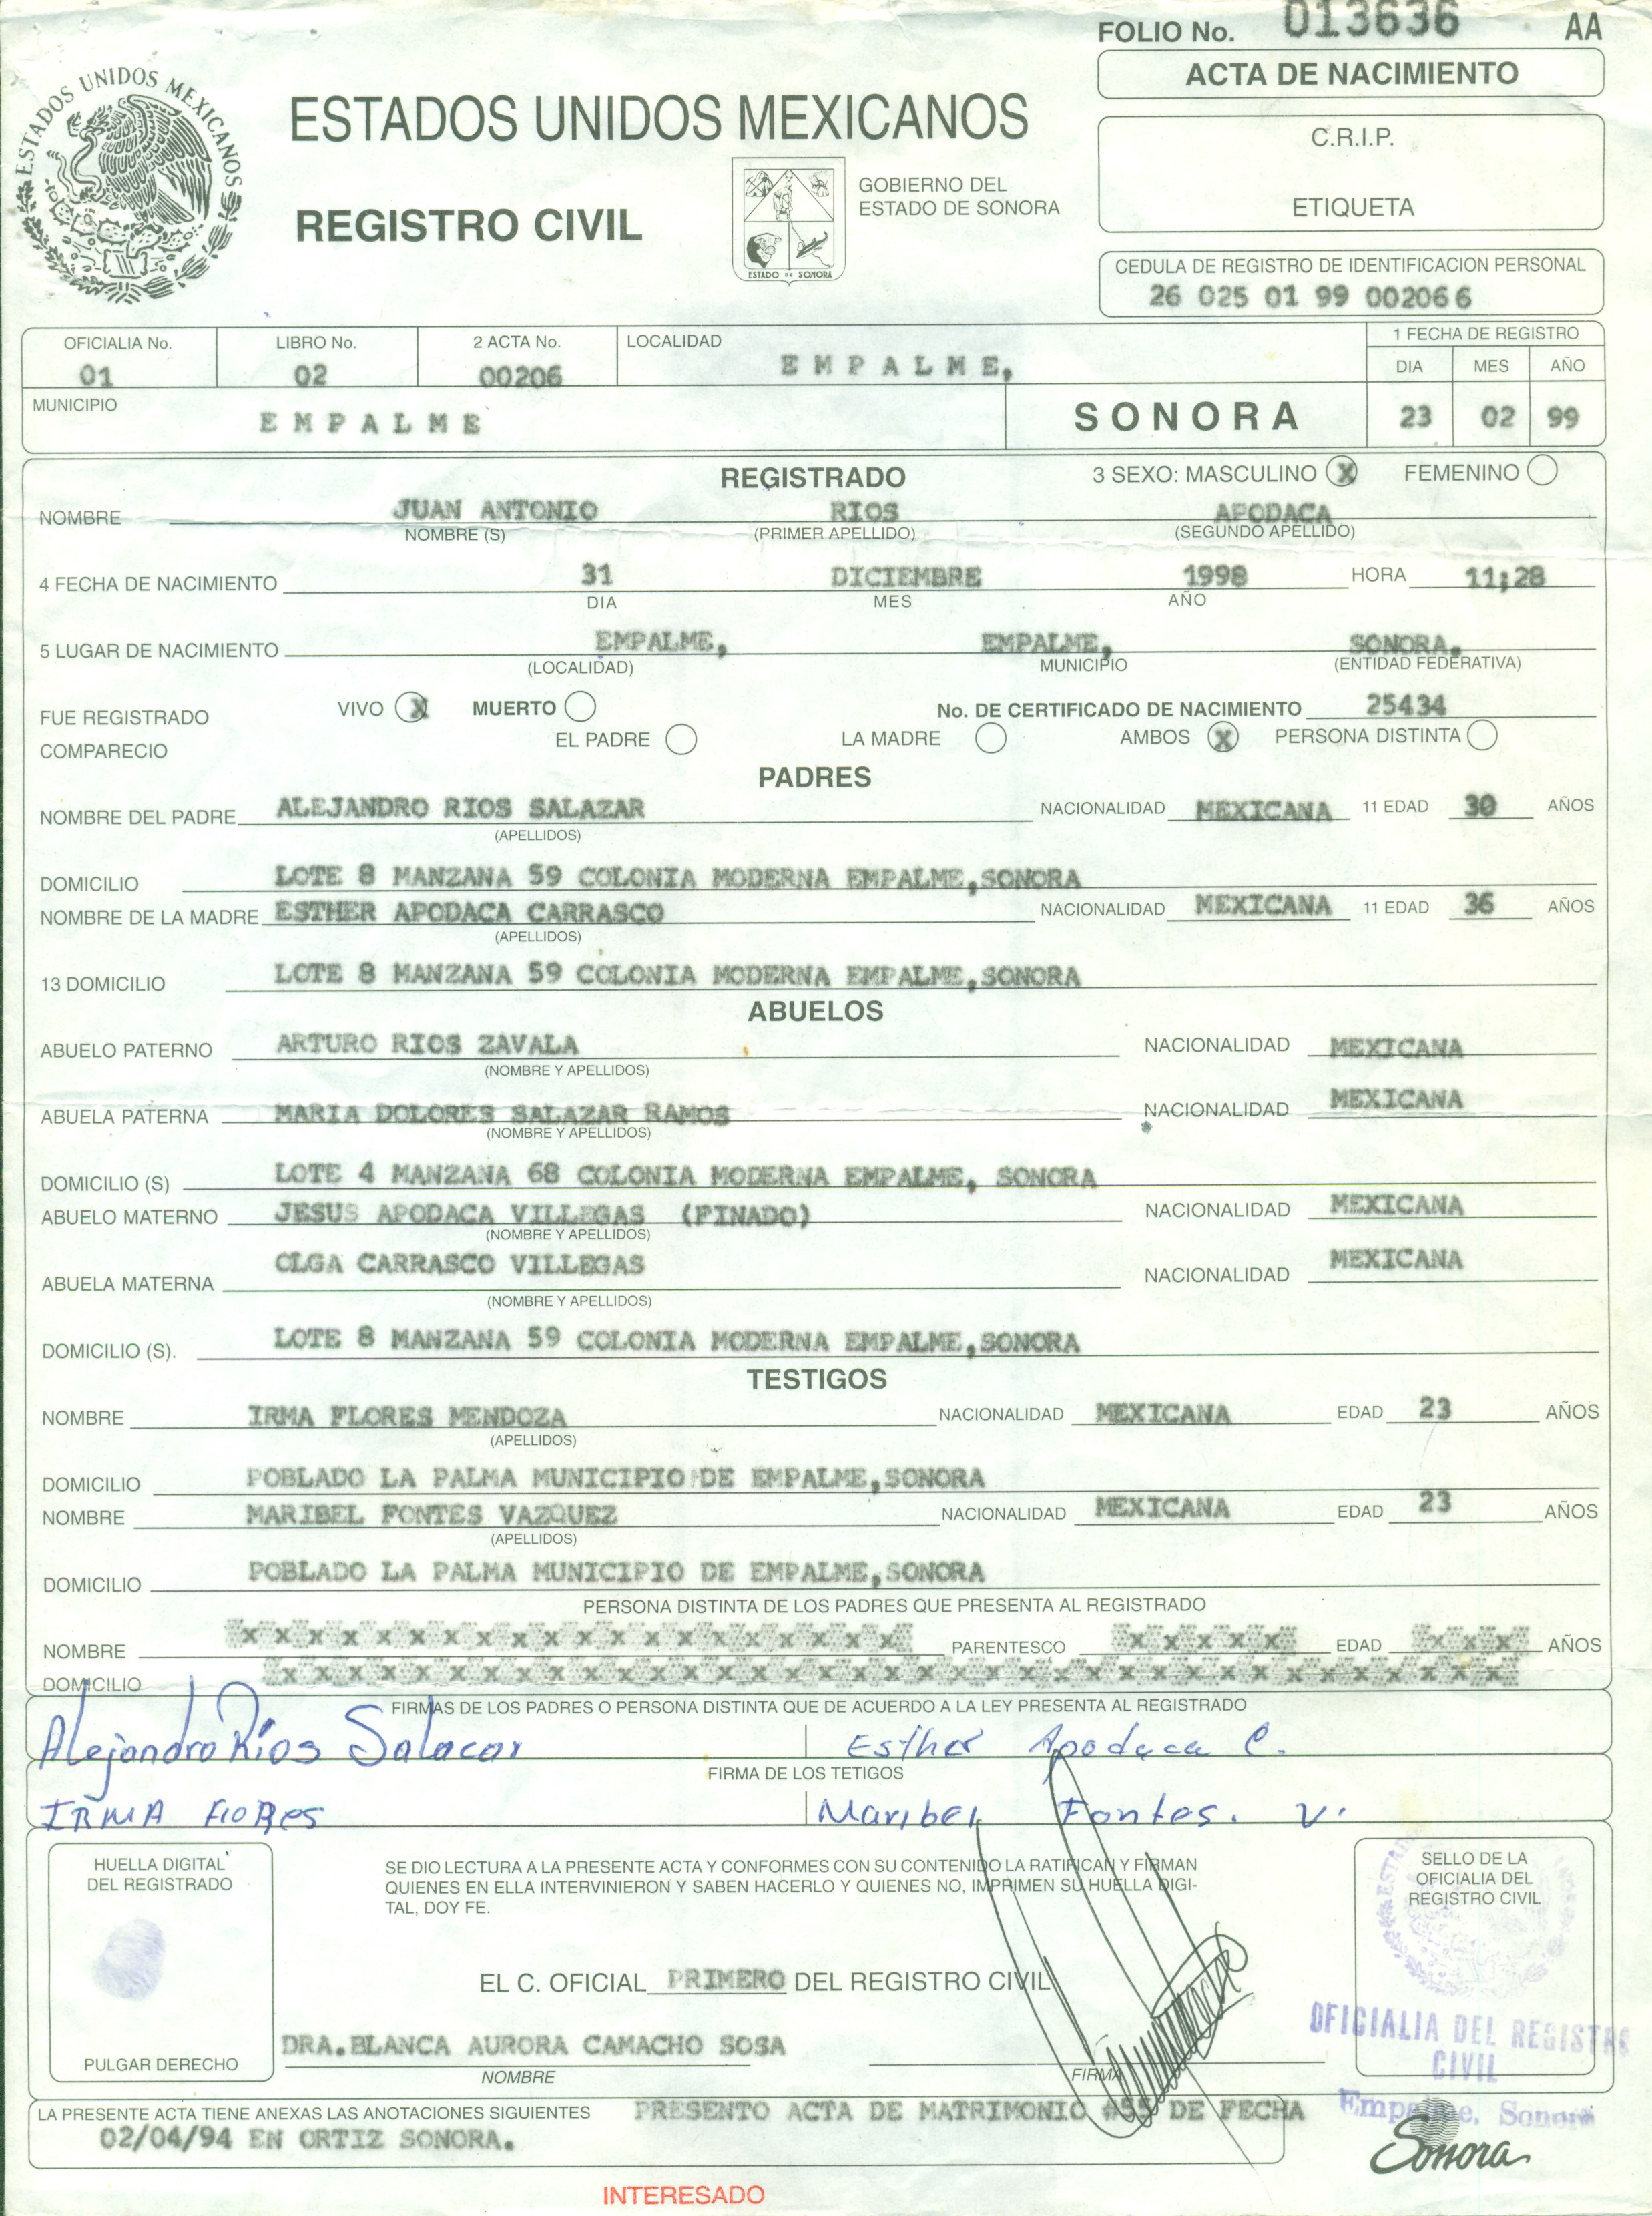 FOLIO No. 013636 AA
ACTA DE NACIMIENTO
ESTADOS UNIDOS MEXICANOS
ESTADOS UNIDOS MEXICANOS
C.R.I.P.
ETIQUETA
REGISTRO CIVIL
ESTADO DE SONORA
GOBIERNO DEL
ESTADO DE SONORA
CEDULA DE REGISTRO DE IDENTIFICACION PERSONAL
26 025 01 99 002066
OFICIALIA No. LIBRO No. 2 ACTA No. LOCALIDAD 1 FECHA DE REGISTRO
01 02 00206 EMPALME, DIA MES AÑO
MUNICIPIO EMPALME SONORA 23 02 99
REGISTRADO 3 SEXO: MASCULINO X FEMENINO
NOMBRE JUAN ANTONIO RIOS APODACA
NOMBRE (S) (PRIMER APELLIDO) (SEGUNDO APELLIDO)
4 FECHA DE NACIMIENTO 31 DICIEMBRE 1998 HORA 11;28
DIA MES AÑO
5 LUGAR DE NACIMIENTO EMPALME, EMPALME, SONORA.
(LOCALIDAD) MUNICIPIO (ENTIDAD FEDERATIVA)
FUE REGISTRADO VIVO X MUERTO No. DE CERTIFICADO DE NACIMIENTO 25434
COMPARECIO EL PADRE LA MADRE AMBOS X PERSONA DISTINTA
PADRES
NOMBRE DEL PADRE ALEJANDRO RIOS SALAZAR NACIONALIDAD MEXICANA 11 EDAD 30 AÑOS
(APELLIDOS)
DOMICILIO LOTE 8 MANZANA 59 COLONIA MODERNA EMPALME,SONORA
NOMBRE DE LA MADRE ESTHER APODACA CARRASCO NACIONALIDAD MEXICANA 11 EDAD 36 AÑOS
(APELLIDOS)
13 DOMICILIO LOTE 8 MANZANA 59 COLONIA MODERNA EMPALME,SONORA
ABUELOS
ABUELO PATERNO ARTURO RIOS ZAVALA NACIONALIDAD MEXICANA
(NOMBRE Y APELLIDOS)
ABUELA PATERNA MARIA DOLORES SALAZAR RAMOS NACIONALIDAD MEXICANA
(NOMBRE Y APELLIDOS)
DOMICILIO (S) LOTE 4 MANZANA 68 COLONIA MODERNA EMPALME, SONORA
ABUELO MATERNO JESUS APODACA VILLEGAS (FINADO) NACIONALIDAD MEXICANA
(NOMBRE Y APELLIDOS)
ABUELA MATERNA OLGA CARRASCO VILLEGAS NACIONALIDAD MEXICANA
(NOMBRE Y APELLIDOS)
DOMICILIO (S). LOTE 8 MANZANA 59 COLONIA MODERNA EMPALME,SONORA
TESTIGOS
NOMBRE IRMA FLORES MENDOZA NACIONALIDAD MEXICANA EDAD 23 AÑOS
(APELLIDOS)
DOMICILIO POBLADO LA PALMA MUNICIPIO DE EMPALME,SONORA
NOMBRE MARIBEL FONTES VAZQUEZ NACIONALIDAD MEXICANA EDAD 23 AÑOS
(APELLIDOS)
DOMICILIO POBLADO LA PALMA MUNICIPIO DE EMPALME,SONORA
PERSONA DISTINTA DE LOS PADRES QUE PRESENTA AL REGISTRADO
NOMBRE x x x x x x x x x x x x x x x x x x x x PARENTESCO x x x x x EDAD x x x x AÑOS
DOMICILIO x x x x x x x x x x x x x x x x x x x x x x x x x x x x x x x x x x x x x
FIRMAS DE LOS PADRES O PERSONA DISTINTA QUE DE ACUERDO A LA LEY PRESENTA AL REGISTRADO
Alejandro Ríos Salacar Esther Apodaca C.
FIRMA DE LOS TETIGOS
IRMA FlORes Maribel Fontes. V.
HUELLA DIGITAL
DEL REGISTRADO
SE DIO LECTURA A LA PRESENTE ACTA Y CONFORMES CON SU CONTENIDO LA RATIFICAN Y FIRMAN
QUIENES EN ELLA INTERVINIERON Y SABEN HACERLO Y QUIENES NO, IMPRIMEN SU HUELLA DIGI-
TAL, DOY FE.
SELLO DE LA
OFICIALIA DEL
REGISTRO CIVIL
EL C. OFICIAL PRIMERO DEL REGISTRO CIVIL
OFICIALIA DEL REGISTRO
CIVIL
Empalme, Sonora
DRA.BLANCA AURORA CAMACHO SOSA
PULGAR DERECHO NOMBRE FIRMA
LA PRESENTE ACTA TIENE ANEXAS LAS ANOTACIONES SIGUIENTES PRESENTO ACTA DE MATRIMONIO #55 DE FECHA
02/04/94 EN ORTIZ SONORA.
Sonora
INTERESADO